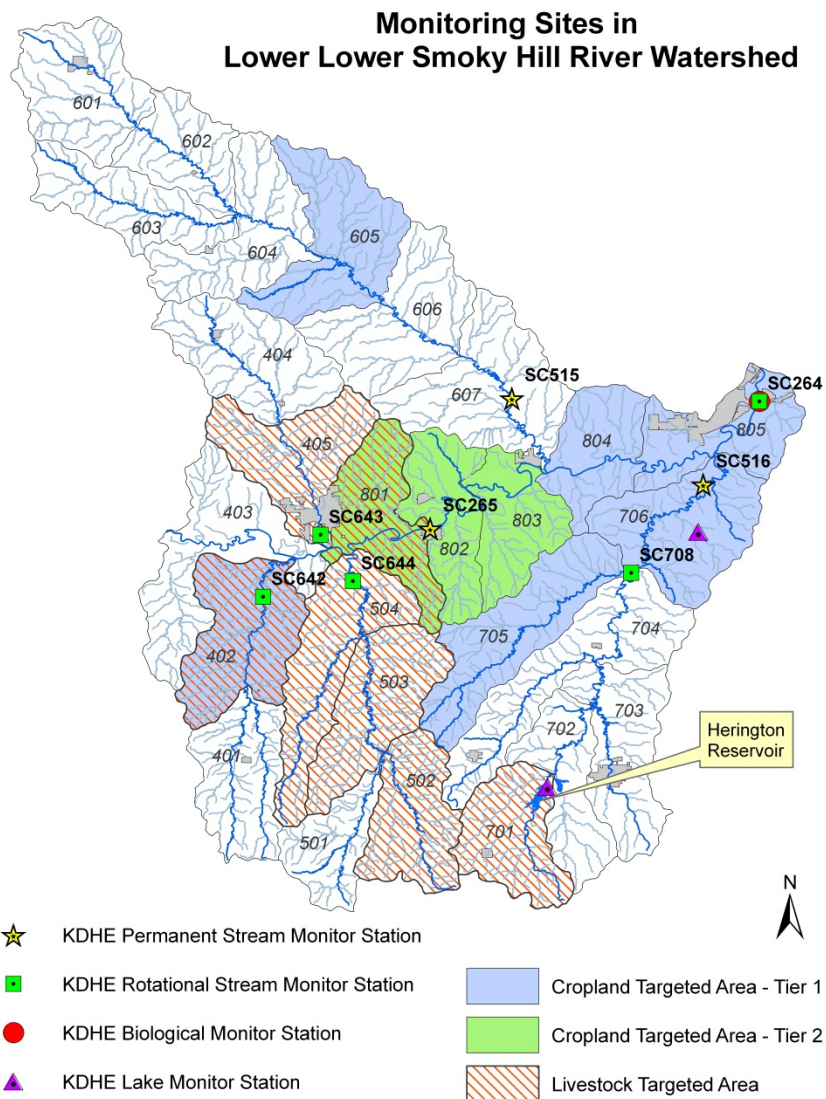 Monitoring Sites in
Lower Lower Smoky Hill River Watershed
601
602
603
604
605
606
404
607
SC515
SC264
805
405
804
SC516
801
403
SC643
SC265
803
706
802
SC708
SC642
SC644
504
705
704
402
503
703
702
Herington
Reservoir
401
502
701
501
N
KDHE Permanent Stream Monitor Station
KDHE Rotational Stream Monitor Station
KDHE Biological Monitor Station
KDHE Lake Monitor Station
Cropland Targeted Area - Tier 1
Cropland Targeted Area - Tier 2
Livestock Targeted Area